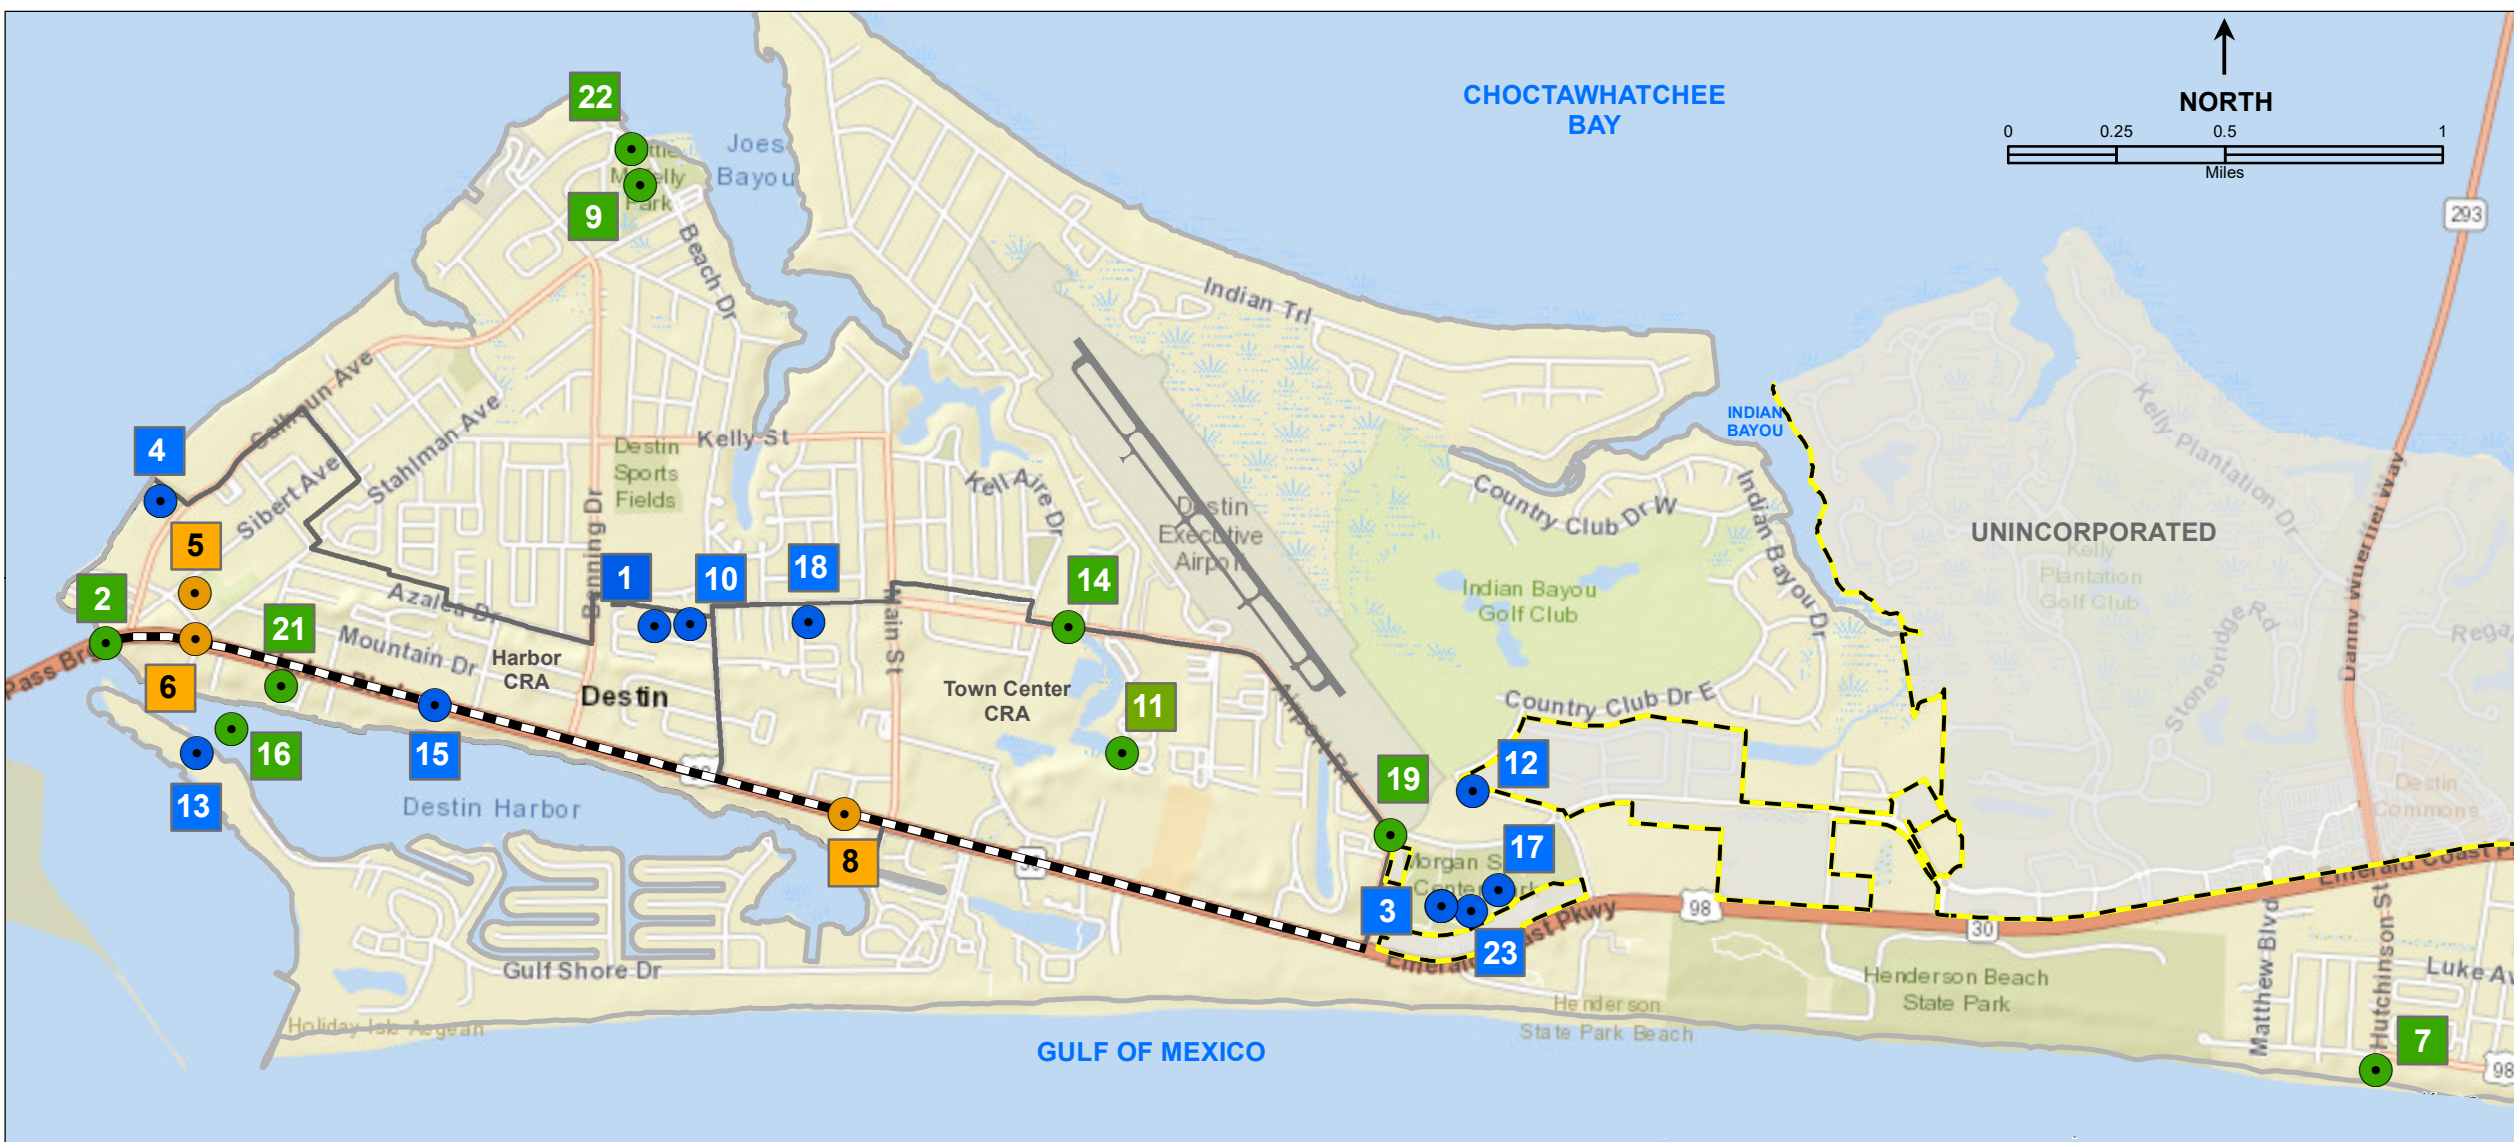 CHOCTAWHATCHEE
BAY
NORTH
0 0.25 0.5 1
Miles
22
9
Park
Joes
Bayou
Beach Dr
293
Indian Trl
INDIAN
BAYOU
UNINCORPORATED
Kelly Plantation Dr
Kelly
Plantation
Golf Club
Danny Wuerffel Way
Stonebridge Rd
Destin
Commons
Calhoun Ave
Sibert Ave
Stahlman Ave
Kelly St
Destin
Sports
Fields
Benning Dr
Kell Aire Dr
Destin
Executive
Airport
Country Club Dr W
Indian Bayou Dr
Indian Bayou
Golf Club
Country Club Dr E
4
5
2
21
6
16
13
15
1
10
18
14
11
19
12
17
3
23
8
7
Azalea Dr
Mountain Dr
Harbor
CRA
Destin
Main St
Town Center
CRA
Airport Rd
Destin Harbor
Gulf Shore Dr
Holiday Isle Aegean
98
30
Emerald Coast Pkwy
Henderson
State Park Beach
Henderson Beach
State Park
Matthew Blvd
Hutchinson St
98
GULF OF MEXICO